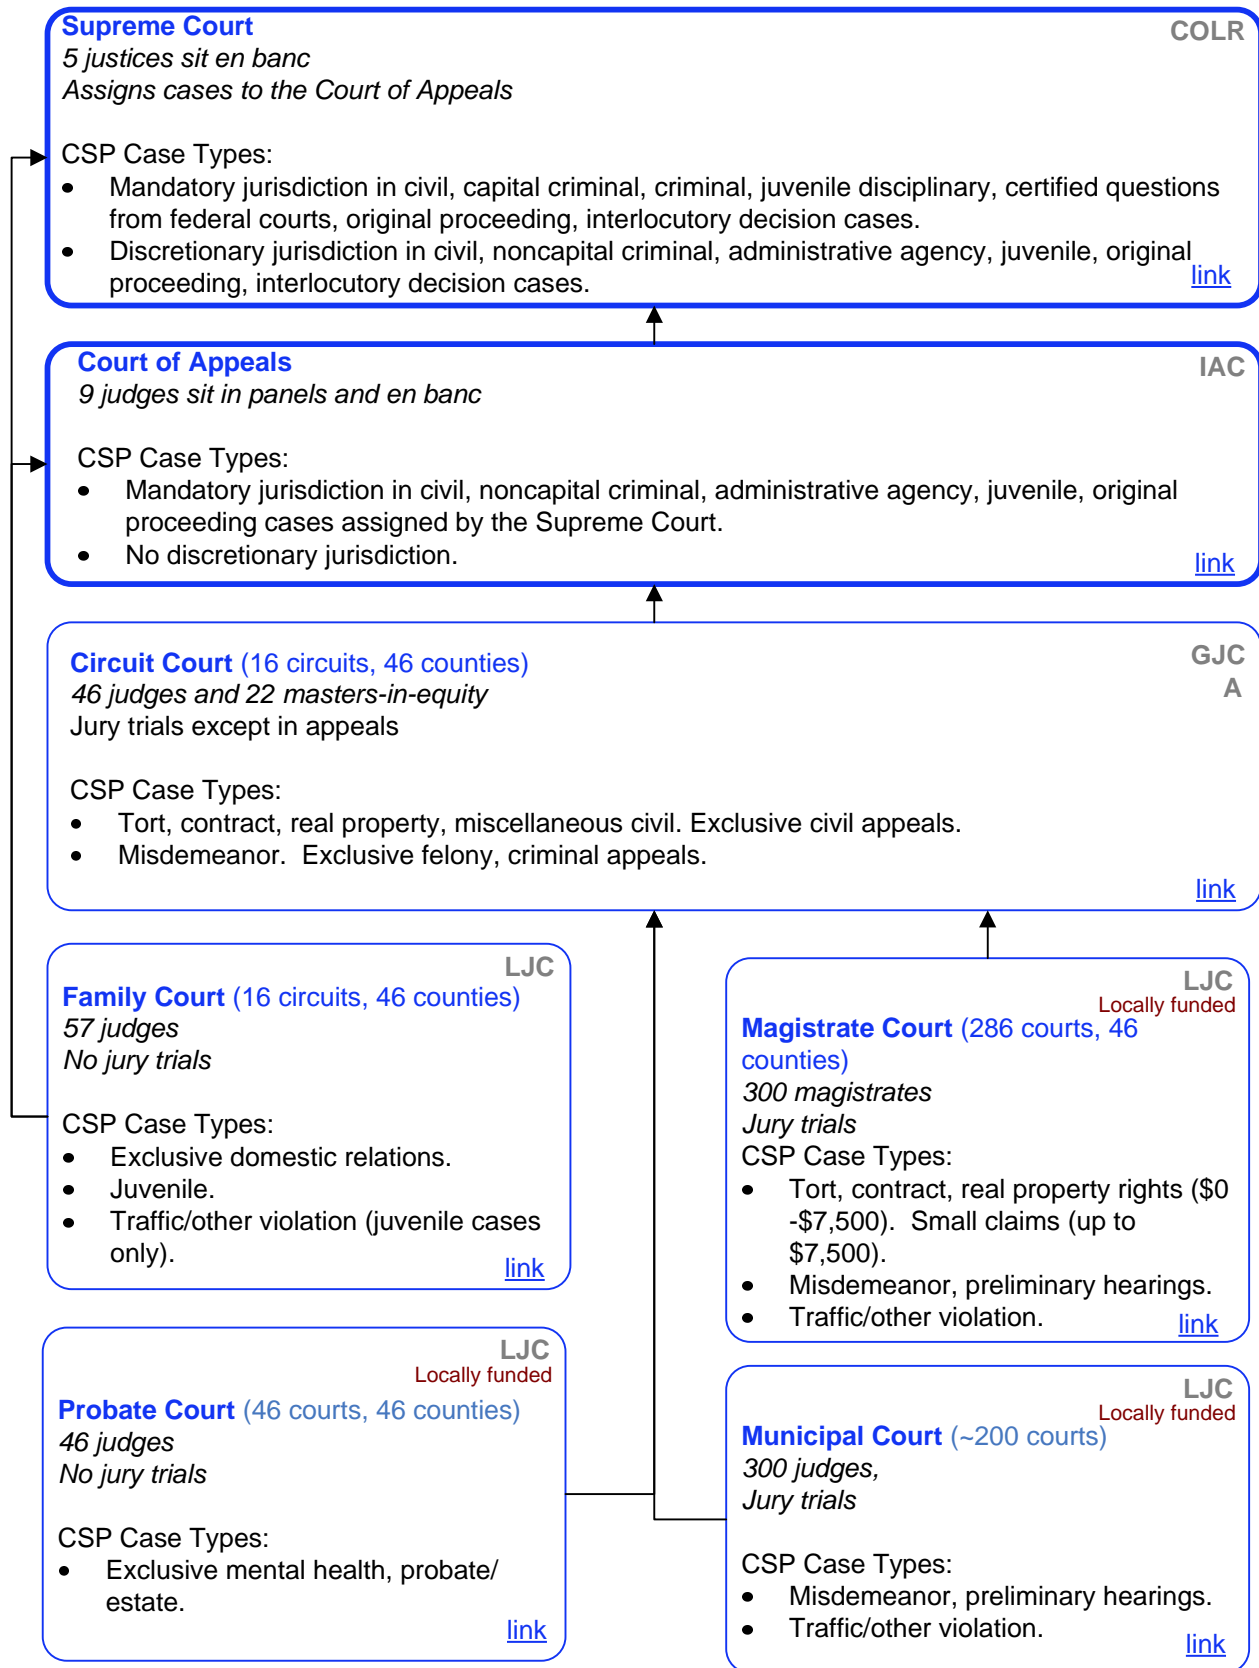 Supreme Court
COLR
5 justices sit en banc
Assigns cases to the Court of Appeals
CSP Case Types:
• Mandatory jurisdiction in civil, capital criminal, criminal, juvenile disciplinary, certified questions
from federal courts, original proceeding, interlocutory decision cases.
• Discretionary jurisdiction in civil, noncapital criminal, administrative agency, juvenile, original
proceeding, interlocutory decision cases.
link
Court of Appeals
IAC
9 judges sit in panels and en banc
CSP Case Types:
• Mandatory jurisdiction in civil, noncapital criminal, administrative agency, juvenile, original
proceeding cases assigned by the Supreme Court.
• No discretionary jurisdiction.
link
Circuit Court (16 circuits, 46 counties)
GJC
A
46 judges and 22 masters-in-equity
Jury trials except in appeals
CSP Case Types:
• Tort, contract, real property, miscellaneous civil. Exclusive civil appeals.
• Misdemeanor.  Exclusive felony, criminal appeals.
link
LJC
Family Court (16 circuits, 46 counties)
57 judges
No jury trials
CSP Case Types:
• Exclusive domestic relations.
• Juvenile.
• Traffic/other violation (juvenile cases
only).
link
LJC
Locally funded
Magistrate Court (286 courts, 46
counties)
300 magistrates
Jury trials
CSP Case Types:
• Tort, contract, real property rights ($0
-$7,500).  Small claims (up to
$7,500).
• Misdemeanor, preliminary hearings.
• Traffic/other violation.
link
LJC
Locally funded
Probate Court (46 courts, 46 counties)
46 judges
No jury trials
CSP Case Types:
• Exclusive mental health, probate/
estate.
link
LJC
Locally funded
Municipal Court (~200 courts)
300 judges,
Jury trials
CSP Case Types:
• Misdemeanor, preliminary hearings.
• Traffic/other violation.
link